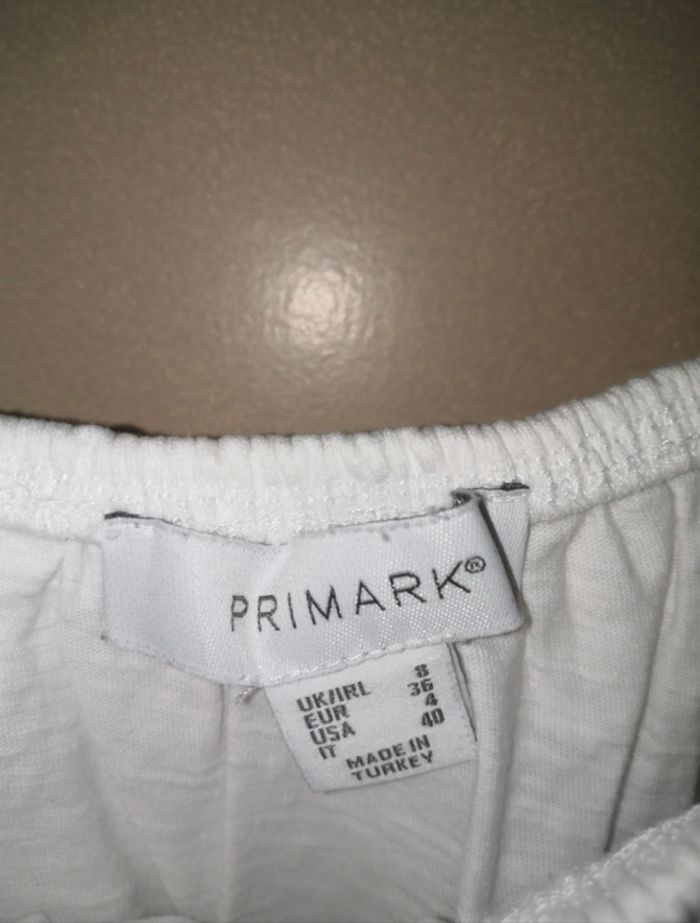 PRIMARK®
UK/IRL 8
EUR 36
USA 4
IT 40
MADE IN
TURKEY